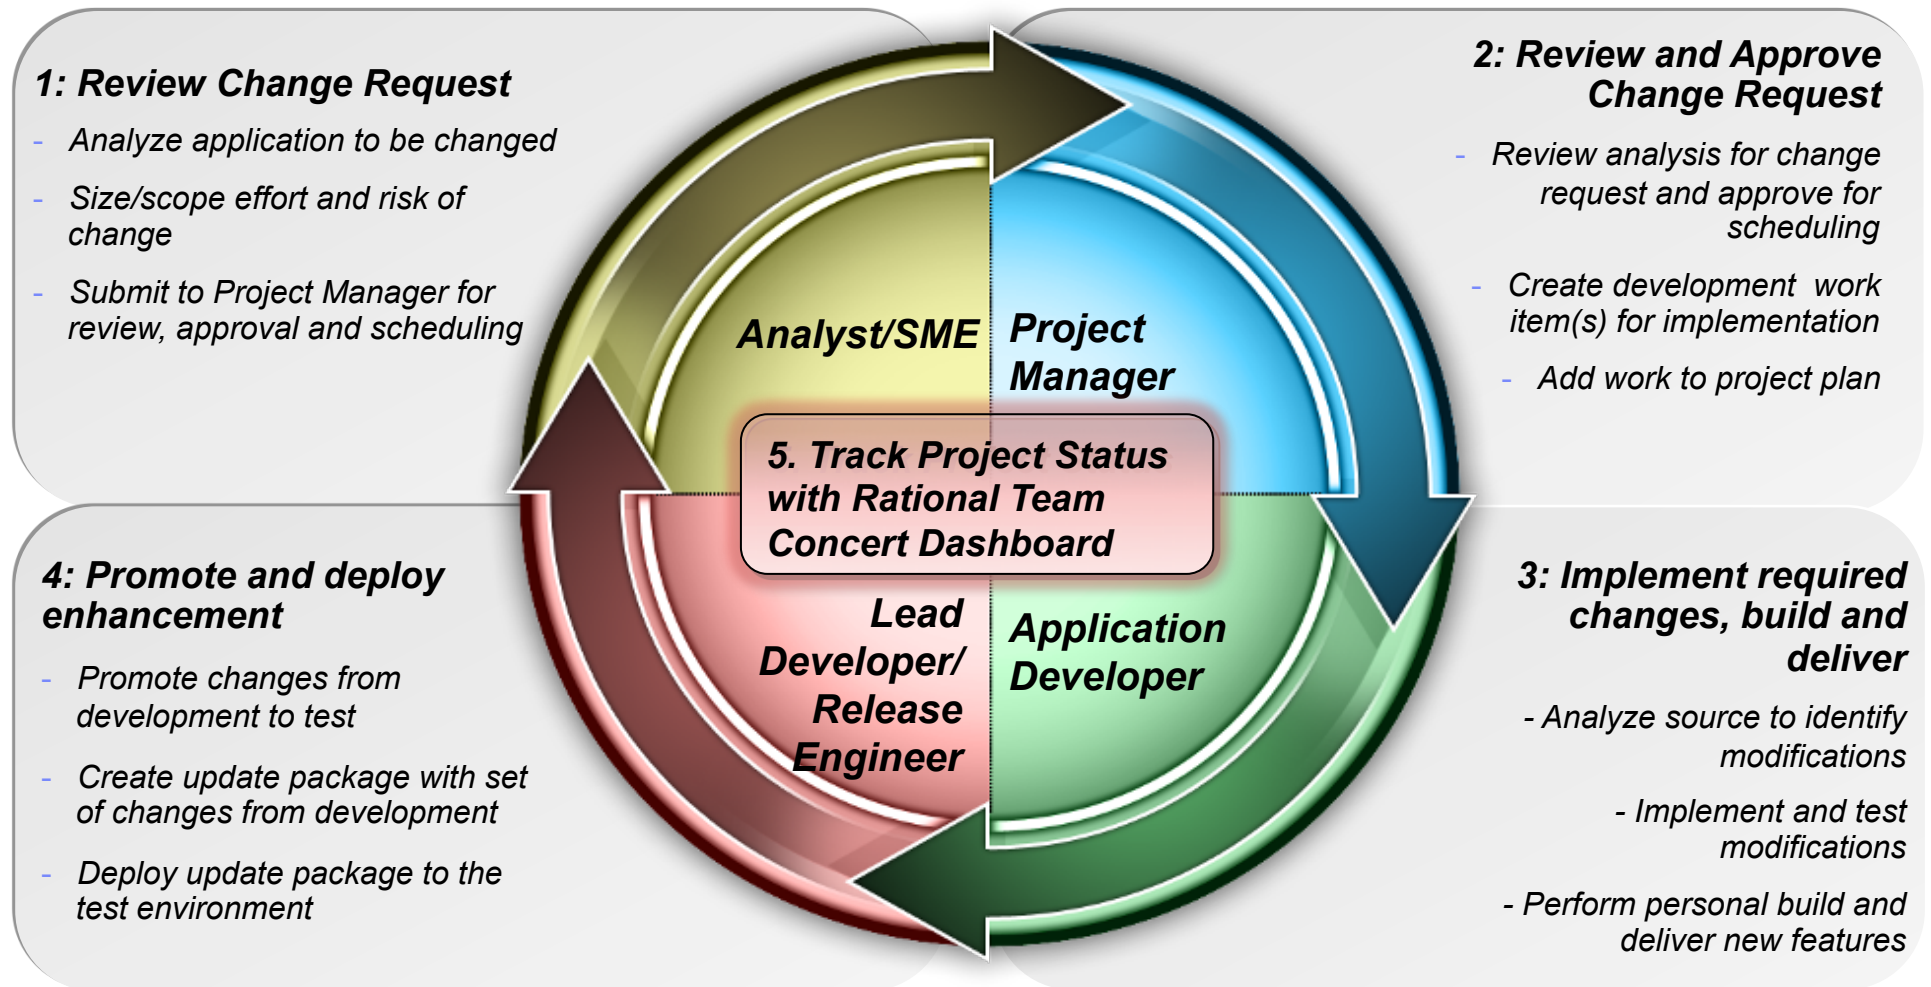 1: Review Change Request
- Analyze application to be changed
- Size/scope effort and risk of
change
- Submit to Project Manager for
review, approval and scheduling
2: Review and Approve
Change Request
- Review analysis for change
request and approve for
scheduling
- Create development work
item(s) for implementation
- Add work to project plan
Analyst/SME
Project
Manager
5. Track Project Status
with Rational Team
Concert Dashboard
Lead
Developer/
Release
Engineer
Application
Developer
4: Promote and deploy
enhancement
- Promote changes from
development to test
- Create update package with set
of changes from development
- Deploy update package to the
test environment
3: Implement required
changes, build and
deliver
- Analyze source to identify
modifications
- Implement and test
modifications
- Perform personal build and
deliver new features